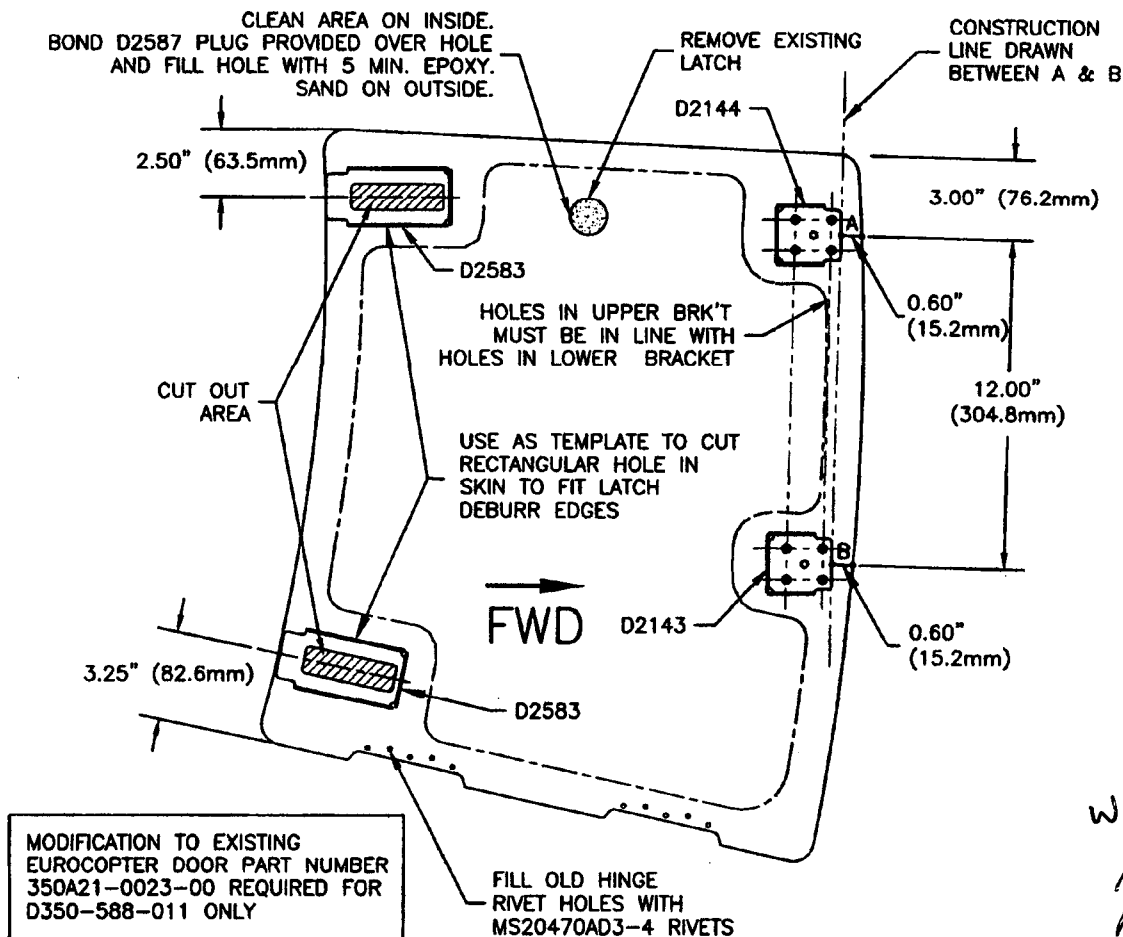 CLEAN AREA ON INSIDE.
BOND D2587 PLUG PROVIDED OVER HOLE
AND FILL HOLE WITH 5 MIN. EPOXY.
SAND ON OUTSIDE.
REMOVE EXISTING
LATCH
CONSTRUCTION
LINE DRAWN
BETWEEN A & B
D2144
2.50" (63.5mm)
3.00" (76.2mm)
A
D2583
0.60"
(15.2mm)
HOLES IN UPPER BRK'T
MUST BE IN LINE WITH
HOLES IN LOWER BRACKET
12.00"
(304.8mm)
CUT OUT
AREA
USE AS TEMPLATE TO CUT
RECTANGULAR HOLE IN
SKIN TO FIT LATCH
DEBURR EDGES
B
FWD
D2143
0.60"
(15.2mm)
3.25" (82.6mm)
D2583
MODIFICATION TO EXISTING
EUROCOPTER DOOR PART NUMBER
350A21-0023-00 REQUIRED FOR
D350-588-011 ONLY
FILL OLD HINGE
RIVET HOLES WITH
MS20470AD3-4 RIVETS